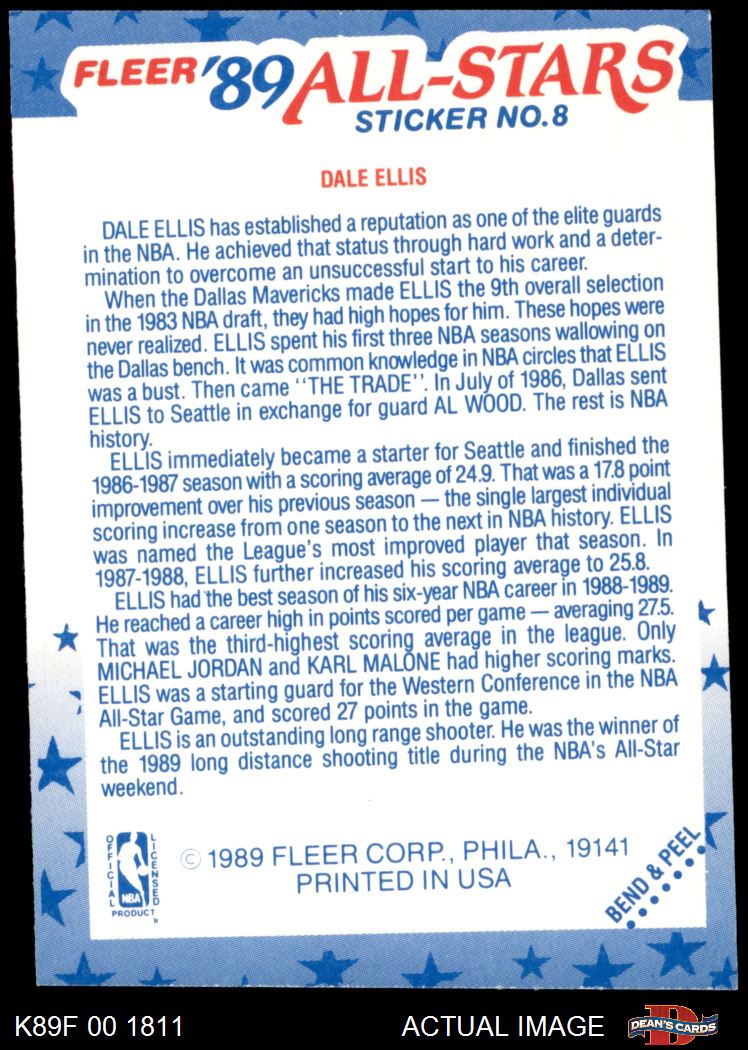 FLEER '89 ALL-STARS
STICKER NO. 8
DALE ELLIS
DALE ELLIS has established a reputation as one of the elite guards
in the NBA. He achieved that status through hard work and a deter-
mination to overcome an unsuccessful start to his career.
When the Dallas Mavericks made ELLIS the 9th overall selection
in the 1983 NBA draft, they had high hopes for him. These hopes were
never realized. ELLIS spent his first three NBA seasons wallowing on
the Dallas bench. It was common knowledge in NBA circles that ELLIS
was a bust. Then came "THE TRADE". In July of 1986, Dallas sent
ELLIS to Seattle in exchange for guard AL WOOD. The rest is NBA
history.
ELLIS immediately became a starter for Seattle and finished the
1986-1987 season with a scoring average of 24.9. That was a 17.8 point
improvement over his previous season — the single largest individual
scoring increase from one season to the next in NBA history. ELLIS
was named the League's most improved player that season. In
1987-1988, ELLIS further increased his scoring average to 25.8.
ELLIS had the best season of his six-year NBA career in 1988-1989.
He reached a career high in points scored per game — averaging 27.5.
That was the third-highest scoring average in the league. Only
MICHAEL JORDAN and KARL MALONE had higher scoring marks.
ELLIS was a starting guard for the Western Conference in the NBA
All-Star Game, and scored 27 points in the game.
ELLIS is an outstanding long range shooter. He was the winner of
the 1989 long distance shooting title during the NBA's All-Star
weekend.
OFFICIAL LICENSED
NBA
PRODUCT
© 1989 FLEER CORP., PHILA., 19141
PRINTED IN USA
BEND & PEEL
K89F 00 1811
ACTUAL IMAGE
D
DEAN'S CARDS